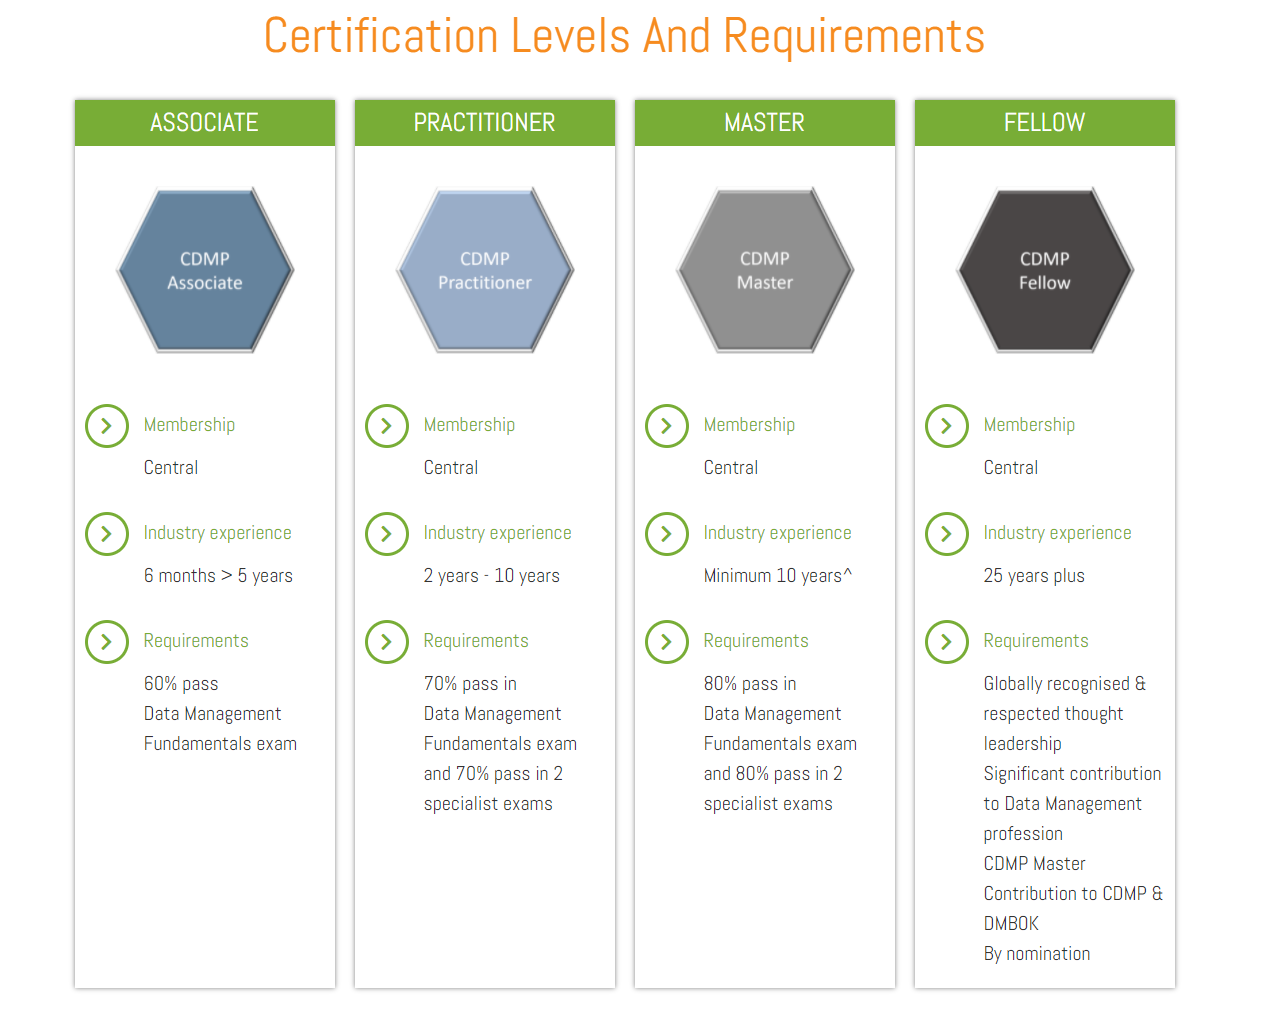 Certification Levels And Requirements
ASSOCIATE
CDMP
Associate
Membership
Central
Industry experience
6 months > 5 years
Requirements
60% pass
Data Management
Fundamentals exam
PRACTITIONER
CDMP
Practitioner
Membership
Central
Industry experience
2 years - 10 years
Requirements
70% pass in
Data Management
Fundamentals exam
and 70% pass in 2
specialist exams
MASTER
CDMP
Master
Membership
Central
Industry experience
Minimum 10 years^
Requirements
80% pass in
Data Management
Fundamentals exam
and 80% pass in 2
specialist exams
FELLOW
CDMP
Fellow
Membership
Central
Industry experience
25 years plus
Requirements
Globally recognised &
respected thought
leadership
Significant contribution
to Data Management
profession
CDMP Master
Contribution to CDMP &
DMBOK
By nomination